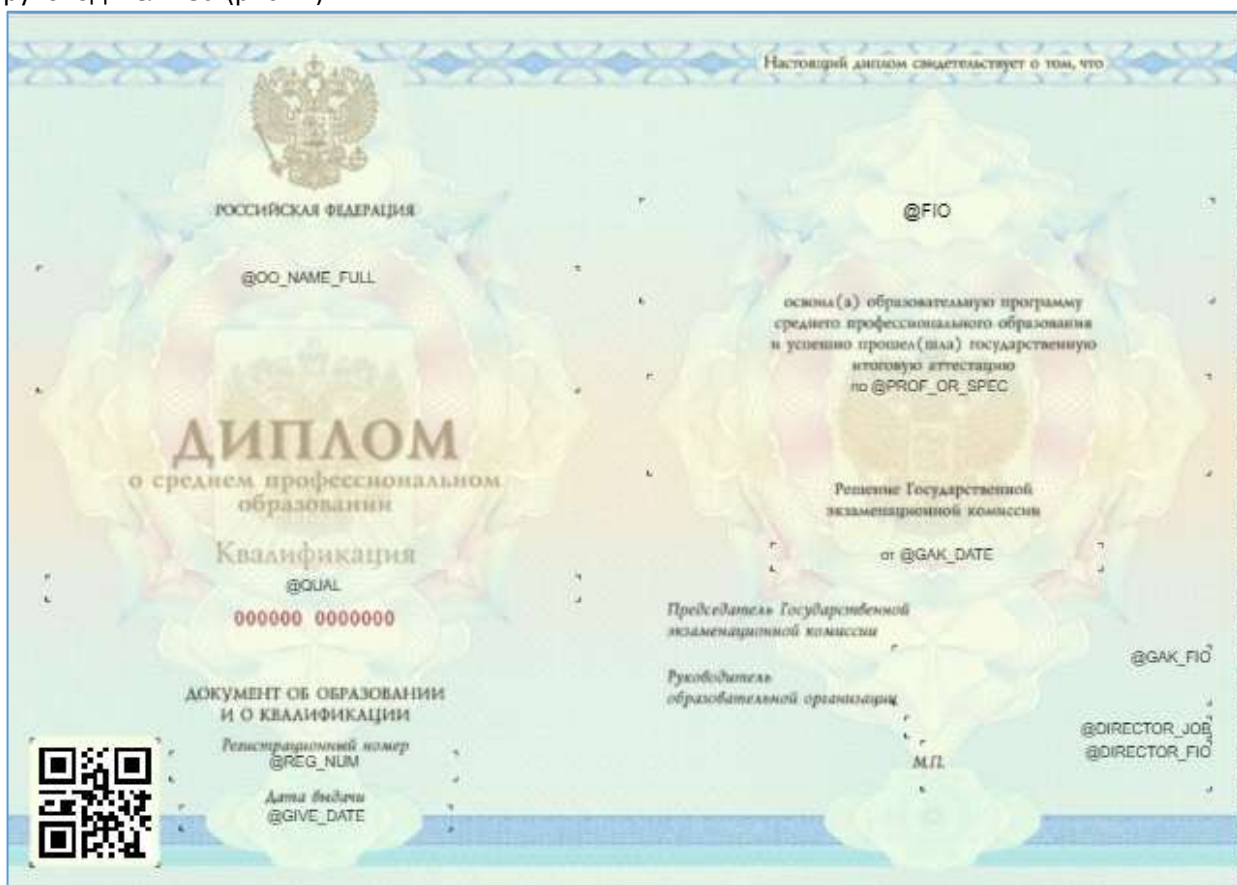 РОССИЙСКАЯ ФЕДЕРАЦИЯ
@OO_NAME_FULL
ДИПЛОМ
о среднем профессиональном
образовании
Квалификация
@QUAL
000000 0000000
ДОКУМЕНТ ОБ ОБРАЗОВАНИИ
И О КВАЛИФИКАЦИИ
Регистрационный номер
@REG_NUM
Дата выдачи
@GIVE_DATE
Настоящий диплом свидетельствует о том, что
@FIO
освоил(а) образовательную программу
среднего профессионального образования
и успешно прошел(шла) государственную
итоговую аттестацию
по @PROF_OR_SPEC
Решение Государственной
экзаменационной комиссии
от @GAK_DATE
Председатель Государственной
экзаменационной комиссии
@GAK_FIO
Руководитель
образовательной организации
@DIRECTOR_JOB
@DIRECTOR_FIO
М.П.